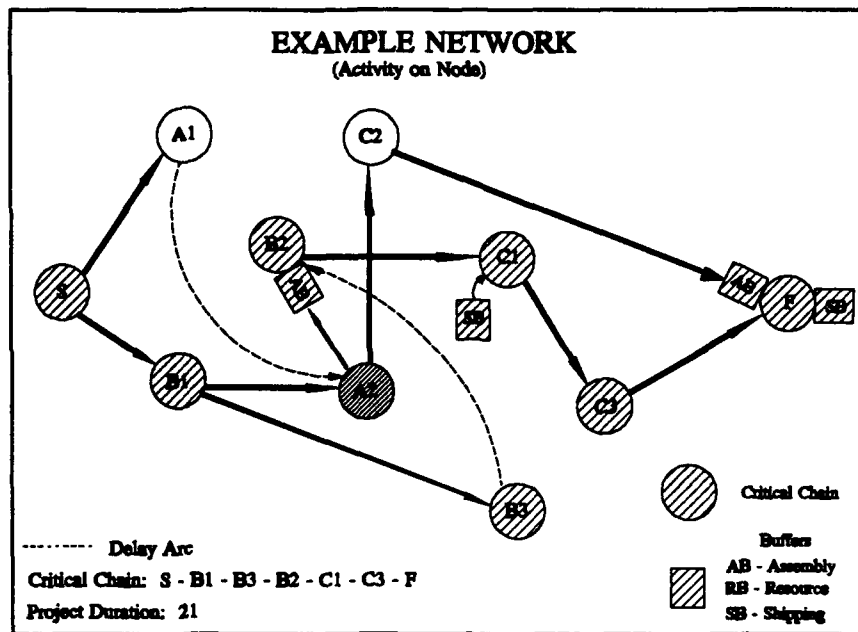 EXAMPLE NETWORK
(Activity on Node)
A1
C2
B2
C1
S
AB
AB
SB
F
SB
B1
A2
C3
B3
Critical Chain
Delay Arc
Buffers
AB - Assembly
RB - Resource
SB - Shipping
Critical Chain: S - B1 - B3 - B2 - C1 - C3 - F
Project Duration: 21